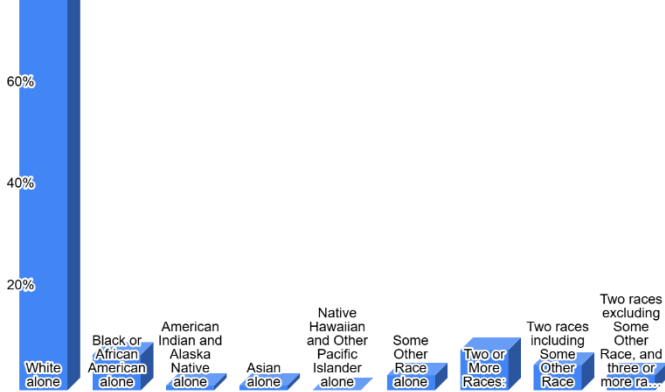 60%
40%
20%
White
alone
Black or
African
American
alone
American
Indian and
Alaska
Native
alone
Asian
alone
Native
Hawaiian
and Other
Pacific
Islander
alone
Some
Other
Race
alone
Two or
More
Races:
Two races
including
Some
Other
Race
Two races
excluding
Some
Other
Race, and
three or
more ra...